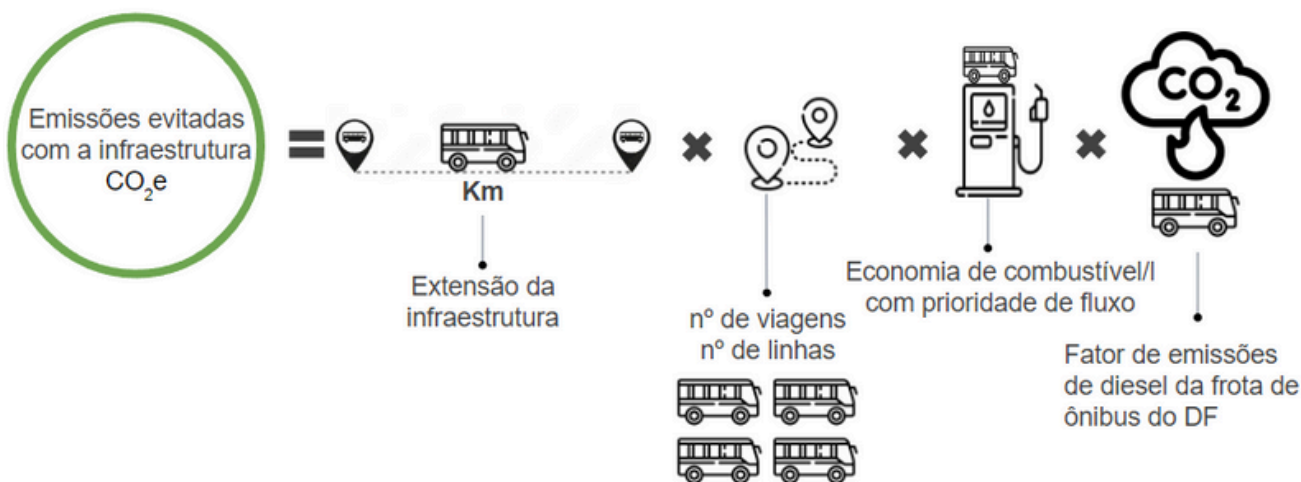 Emissões evitadas
com a infraestrutura
CO₂e
=
Km
Extensão da
infraestrutura
×
nº de viagens
nº de linhas
×
Economia de combustível/l
com prioridade de fluxo
×
CO₂
Fator de emissões
de diesel da frota de
ônibus do DF